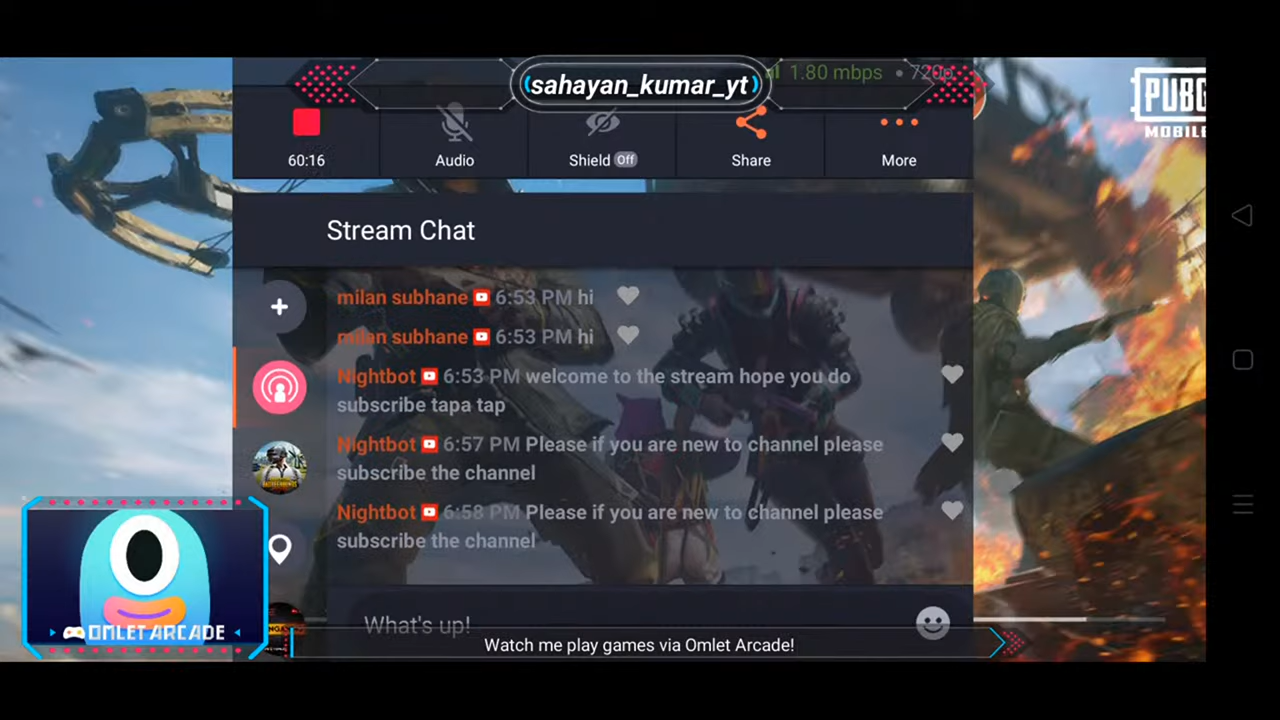 sahayan_kumar_yt
1.80 mbps • 720p
PUBG
MOBILE
60:16
Audio
Shield Off
Share
More
Stream Chat
milan subhane 6:53 PM hi
milan subhane 6:53 PM hi
Nightbot 6:53 PM welcome to the stream hope you do
subscribe tapa tap
Nightbot 6:57 PM Please if you are new to channel please
subscribe the channel
Nightbot 6:58 PM Please if you are new to channel please
subscribe the channel
What's up!
OMLET ARCADE
Watch me play games via Omlet Arcade!